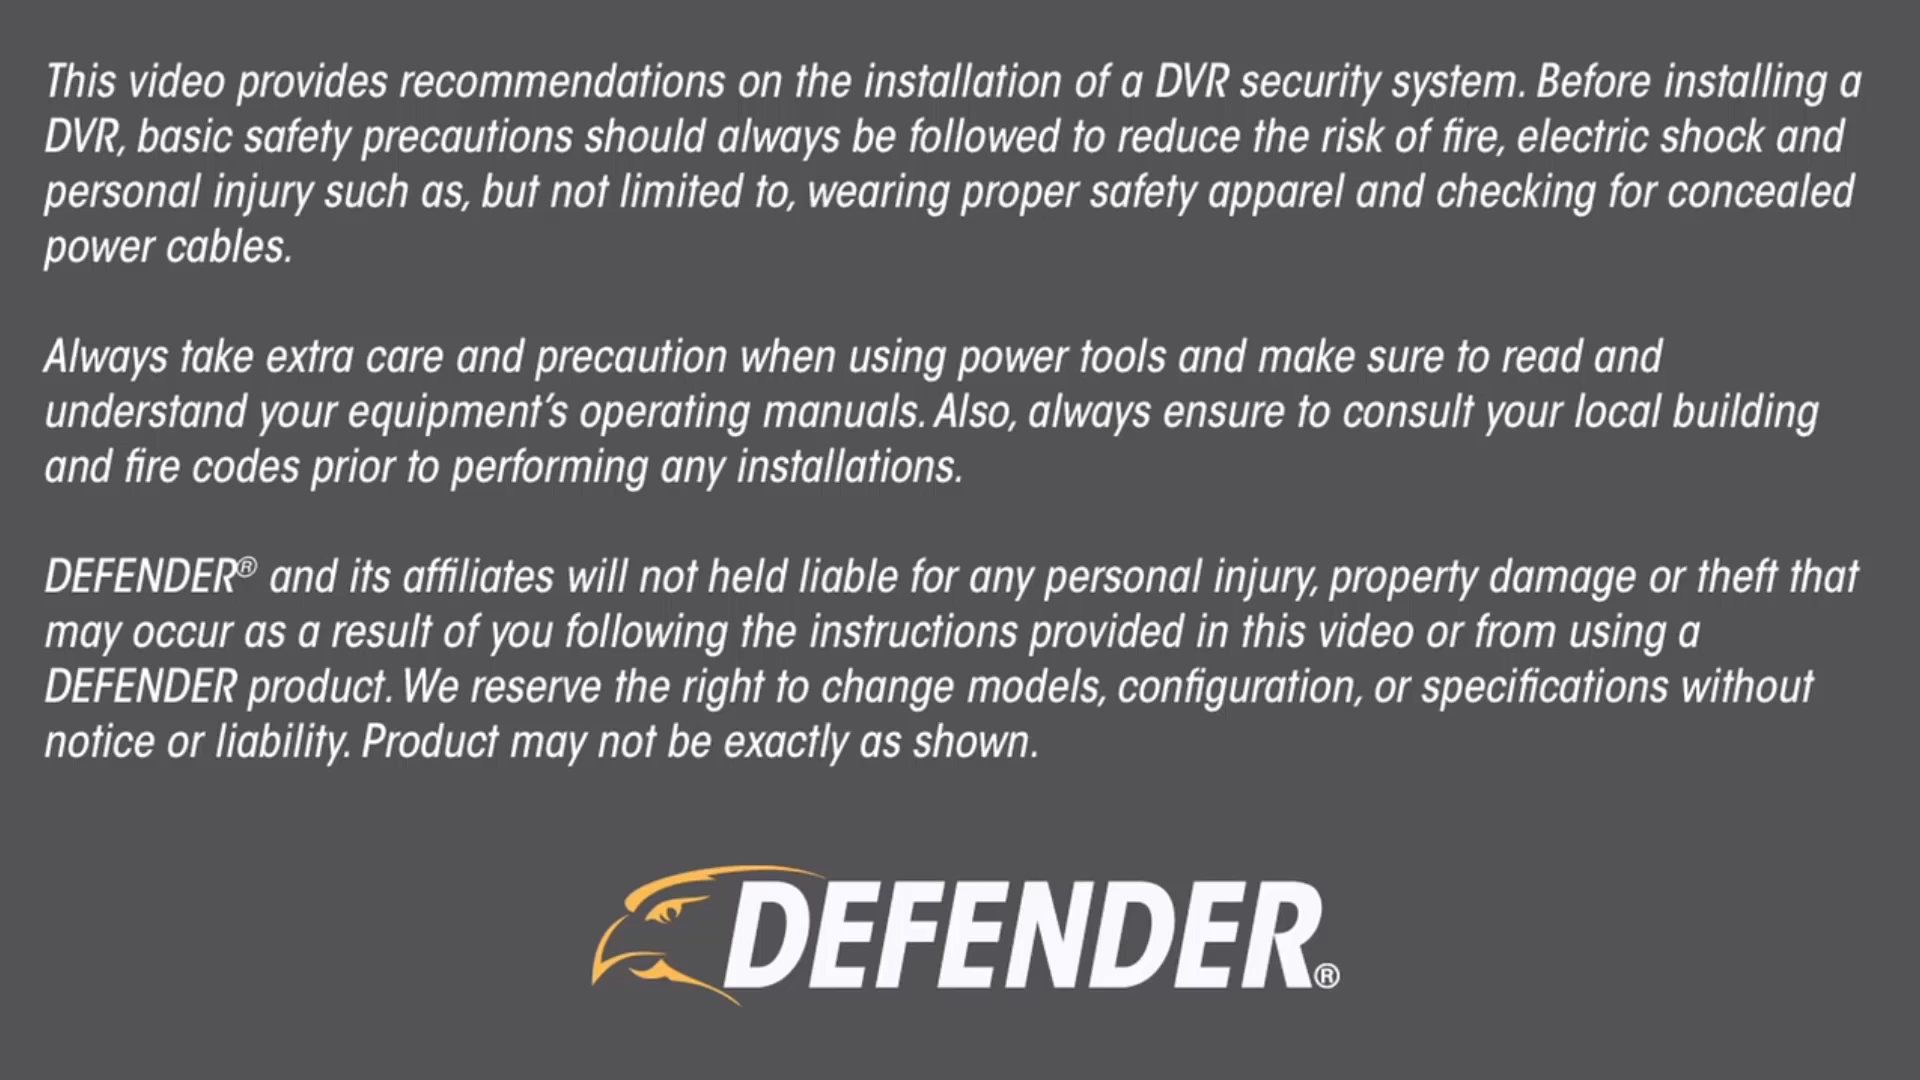 This video provides recommendations on the installation of a DVR security system. Before installing a
DVR, basic safety precautions should always be followed to reduce the risk of fire, electric shock and
personal injury such as, but not limited to, wearing proper safety apparel and checking for concealed
power cables.
Always take extra care and precaution when using power tools and make sure to read and
understand your equipment's operating manuals. Also, always ensure to consult your local building
and fire codes prior to performing any installations.
DEFENDER® and its affiliates will not held liable for any personal injury, property damage or theft that
may occur as a result of you following the instructions provided in this video or from using a
DEFENDER product. We reserve the right to change models, configuration, or specifications without
notice or liability. Product may not be exactly as shown.
DEFENDER®